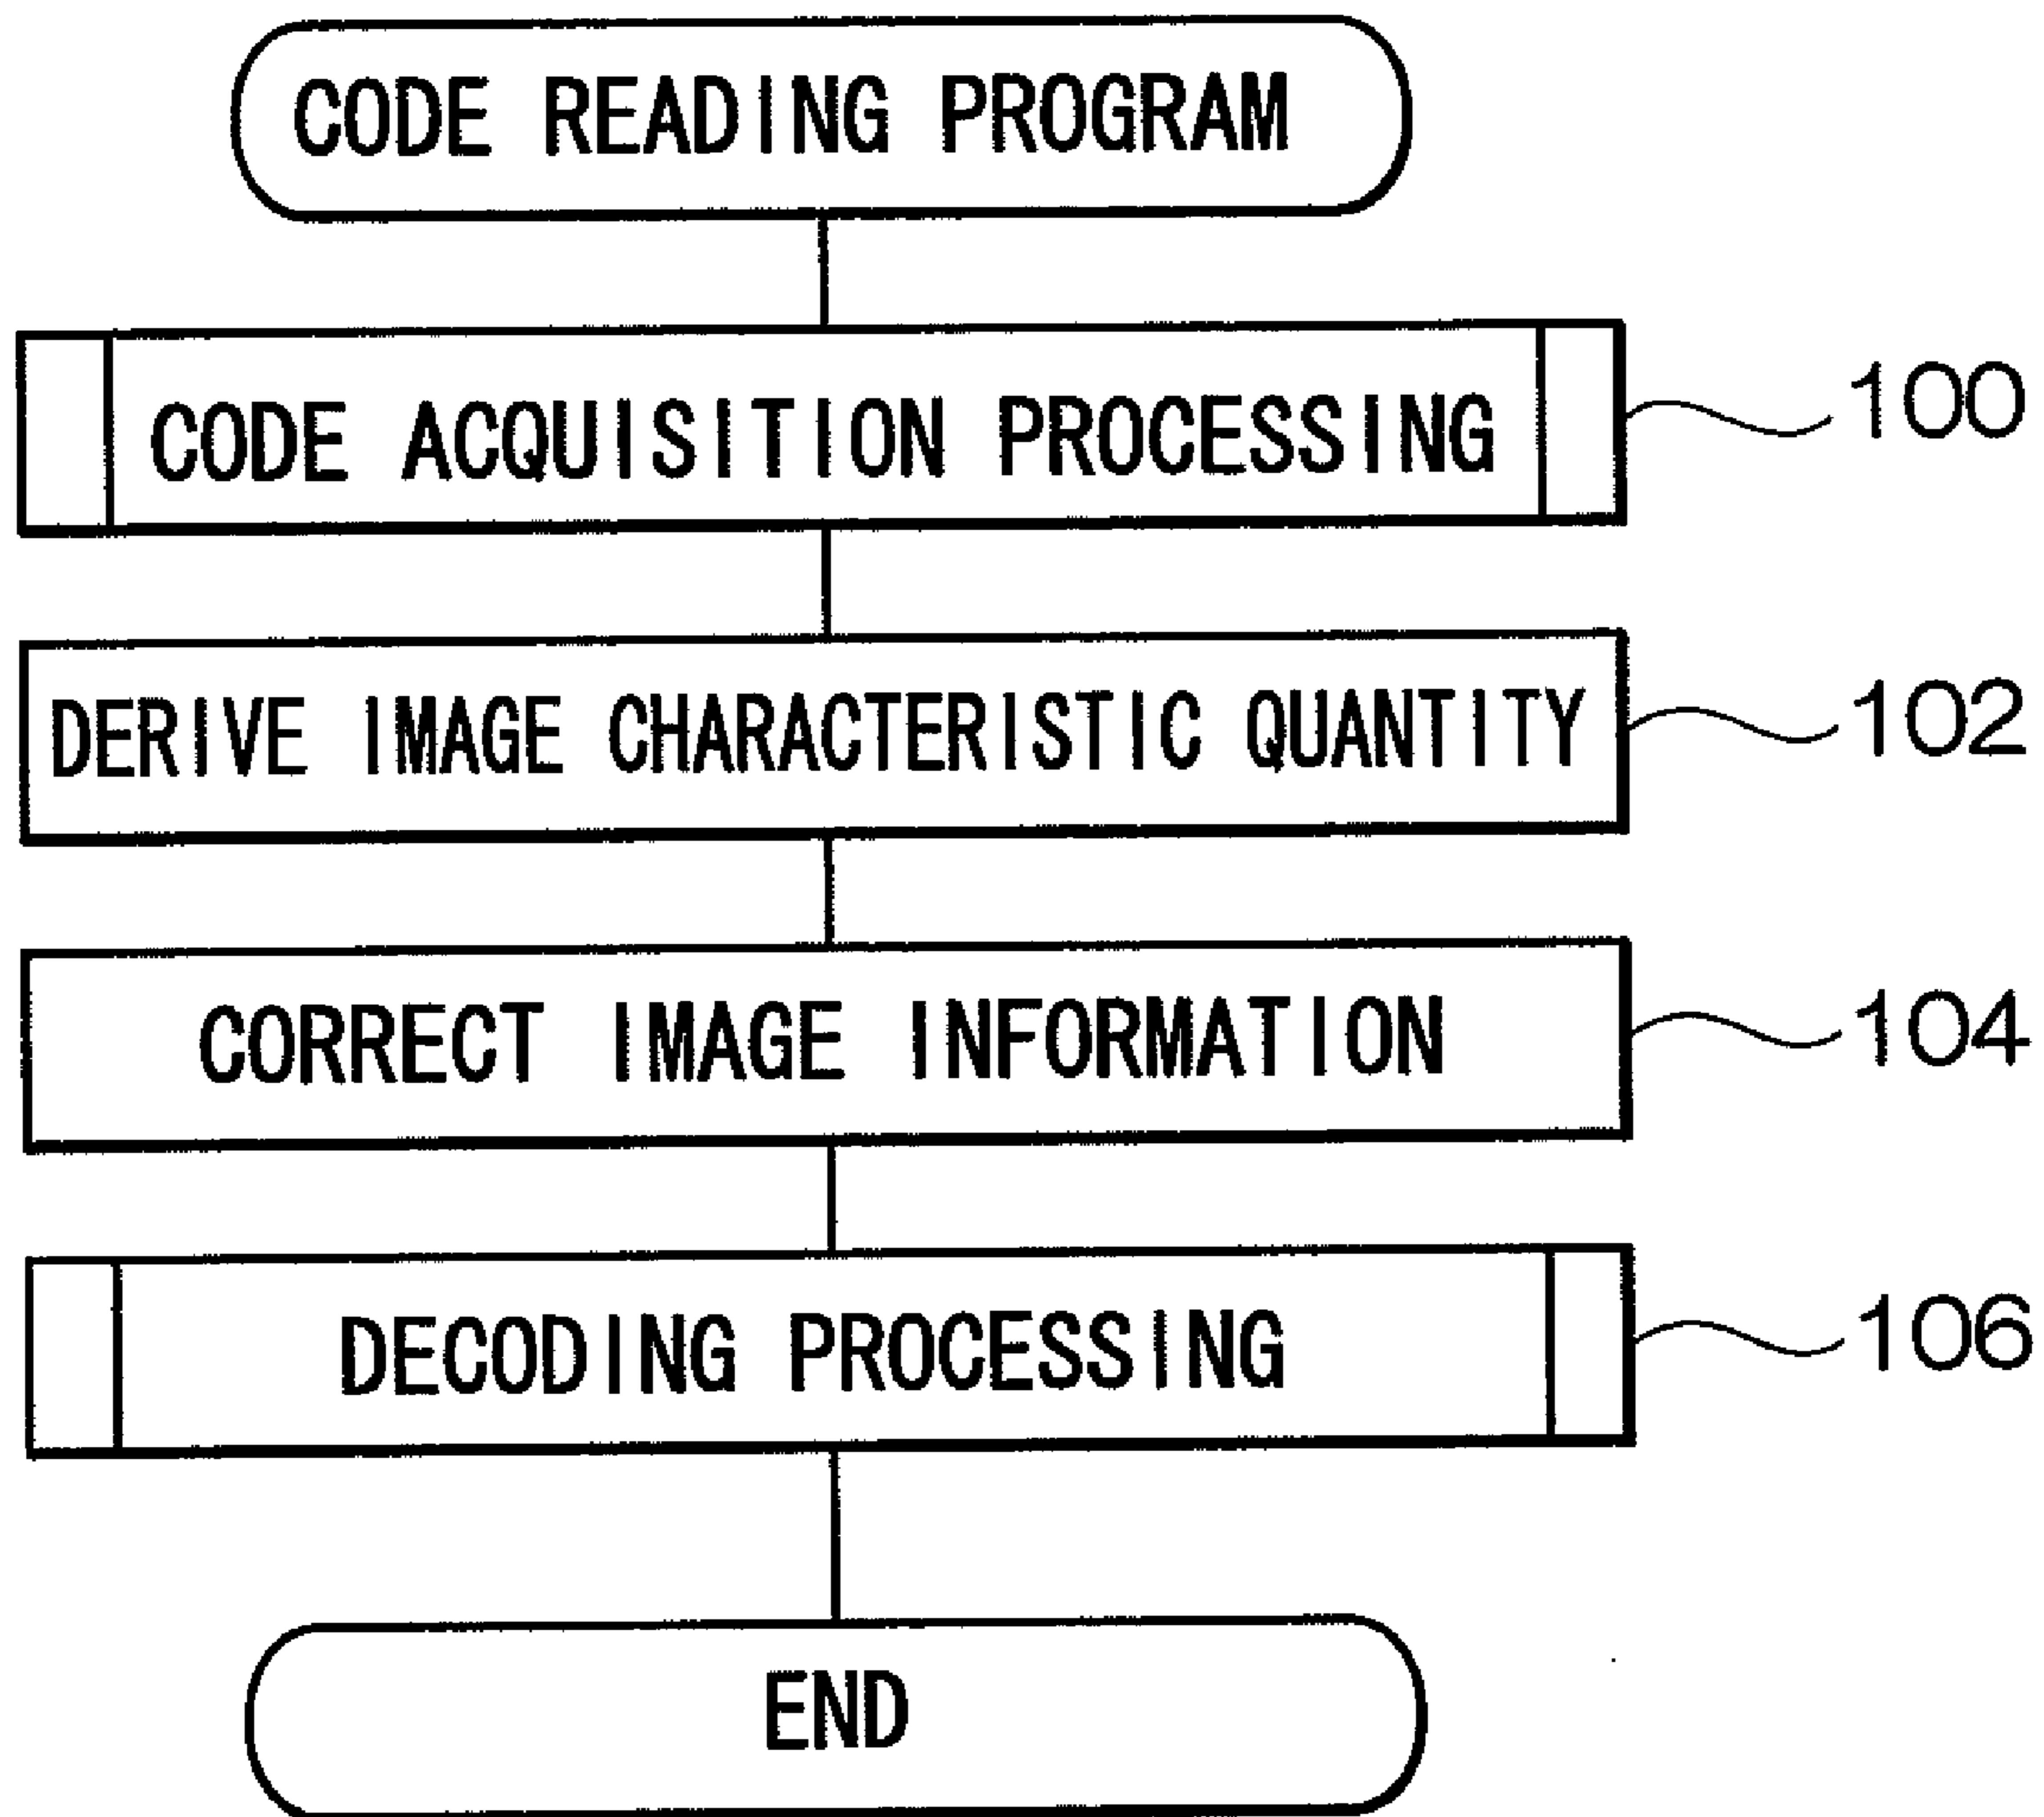 CODE READING PROGRAM
CODE ACQUISITION PROCESSING
100
DERIVE IMAGE CHARACTERISTIC QUANTITY
102
CORRECT IMAGE INFORMATION
104
DECODING PROCESSING
106
END